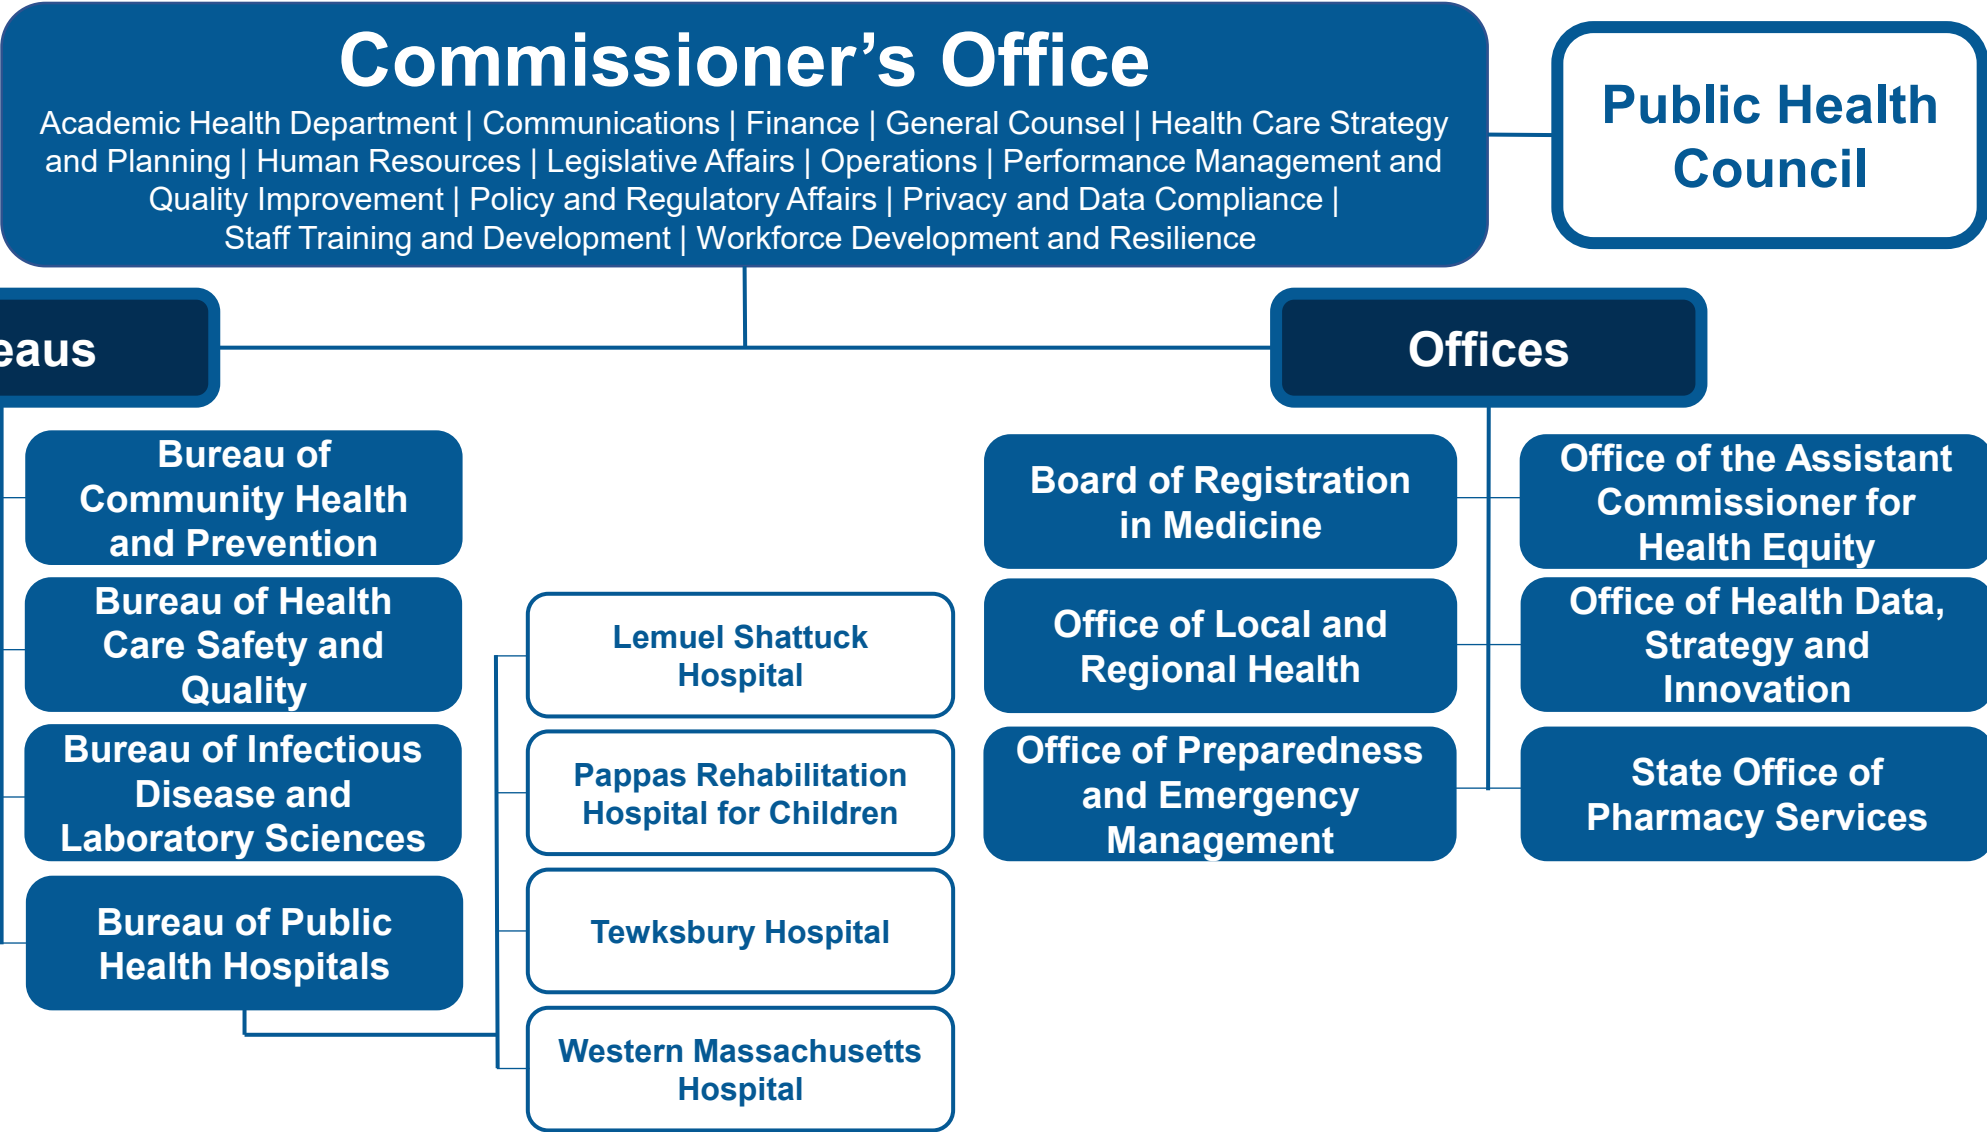 Commissioner’s Office
Academic Health Department | Communications | Finance | General Counsel | Health Care Strategy
and Planning | Human Resources | Legislative Affairs | Operations | Performance Management and
Quality Improvement | Policy and Regulatory Affairs | Privacy and Data Compliance |
Staff Training and Development | Workforce Development and Resilience
Public Health
Council
eaus
Bureau of
Community Health
and Prevention
Bureau of Health
Care Safety and
Quality
Bureau of Infectious
Disease and
Laboratory Sciences
Bureau of Public
Health Hospitals
Lemuel Shattuck
Hospital
Pappas Rehabilitation
Hospital for Children
Tewksbury Hospital
Western Massachusetts
Hospital
Offices
Board of Registration
in Medicine
Office of Local and
Regional Health
Office of Preparedness
and Emergency
Management
Office of the Assistant
Commissioner for
Health Equity
Office of Health Data,
Strategy and
Innovation
State Office of
Pharmacy Services